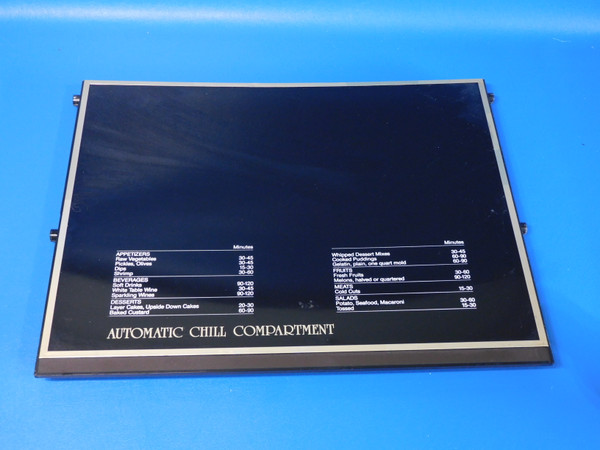 Minutes
APPETIZERS
Raw Vegetables 30-45
Pickles, Olives 30-45
Dips 15-30
Shrimp 30-60
BEVERAGES
Soft Drinks 90-120
White Table Wine 30-45
Sparkling Wines 90-120
DESSERTS
Layer Cakes, Upside Down Cakes 20-30
Baked Custard 60-90
Minutes
Whipped Dessert Mixes 30-45
Cooked Puddings 60-90
Gelatin, plain, one quart mold 60-90
FRUITS
Fresh Fruits 30-60
Melons, halved or quartered 90-120
MEATS
Cold Cuts 15-30
SALADS
Potato, Seafood, Macaroni 30-60
Tossed 15-30
AUTOMATIC CHILL COMPARTMENT